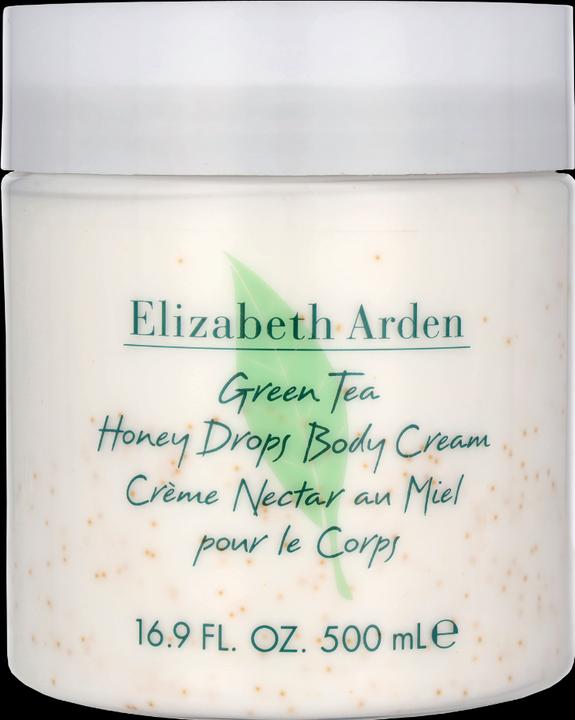 Elizabeth Arden
Green Tea
Honey Drops Body Cream
Crème Nectar au Miel
pour le Corps
16.9 FL. OZ. 500 mL℮